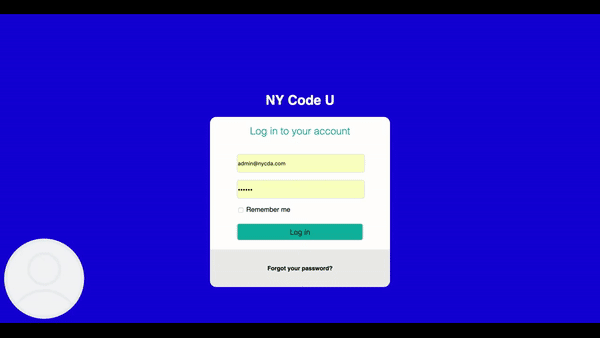 NY Code U
Log in to your account
admin@nycda.com
••••••
Remember me
Log in
Forgot your password?